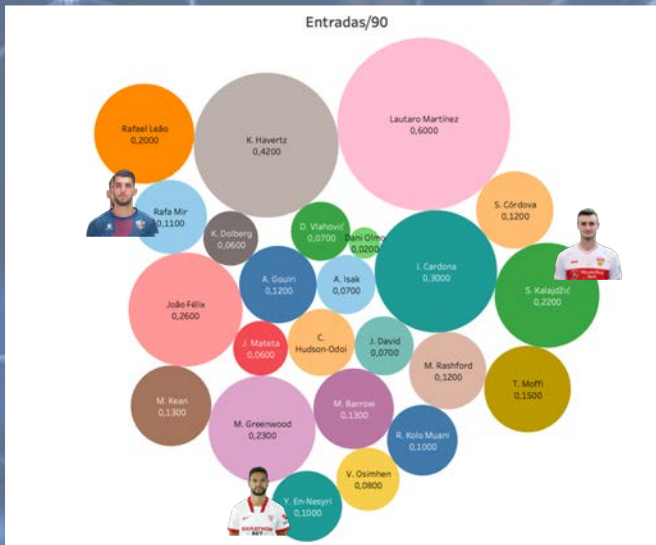 Entradas/90
Lautaro Martínez
0,6000
Rafael Leão
0,2000
K. Havertz
0,4200
Rafa Mir
0,1100
S. Córdova
0,1200
K. Dolberg
0,0600
D. Vlahović
0,0700
Dani Olmo
0,0200
I. Cardona
0,3000
A. Gouiri
0,1200
A. Isak
0,0700
S. Kalajdžić
0,2200
João Félix
0,2600
J. Mateta
0,0600
C.
Hudson-Odoi
J. David
0,0700
M. Rashford
0,1200
T. Moffi
0,1500
M. Kean
0,1300
M. Barrow
0,1300
M. Greenwood
0,2300
R. Kolo Muani
0,1000
V. Osimhen
0,0800
Y. En-Nesyri
0,1000
MARATHON
BET